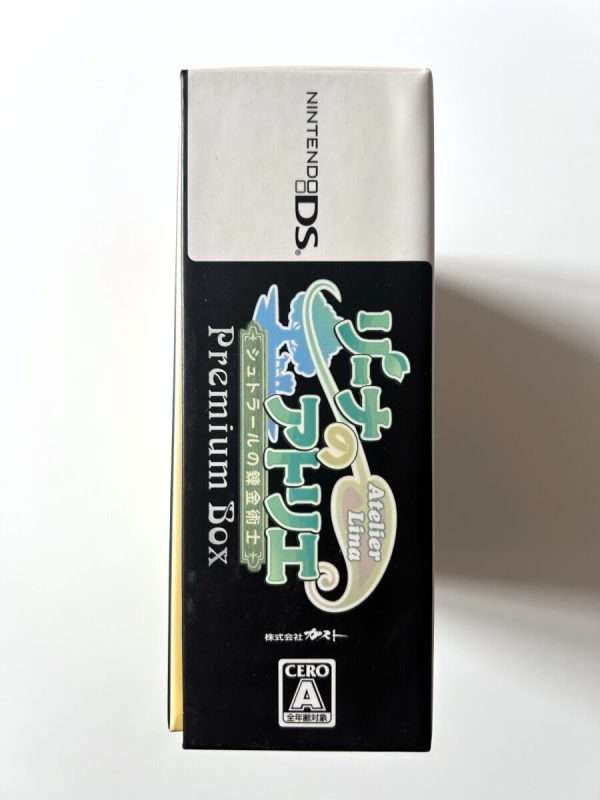 NINTENDO DS®
リーナ
の
アトリエ
Atelier
Lina
シュトラールの錬金術士
Premium Box
株式会社ガスト
CERO
A
全年齢対象